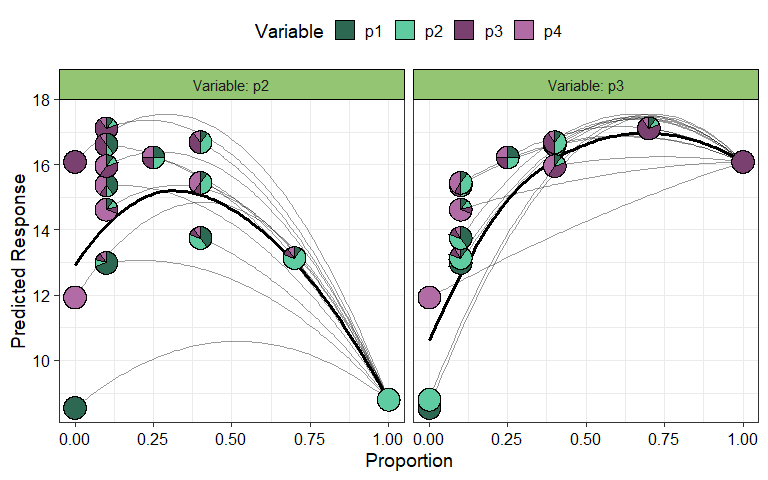 Variable p1 p2 p3 p4
Variable: p2 Variable: p3
Predicted Response
18
16
14
12
10
0.00 0.25 0.50 0.75 1.00 0.00 0.25 0.50 0.75 1.00
Proportion